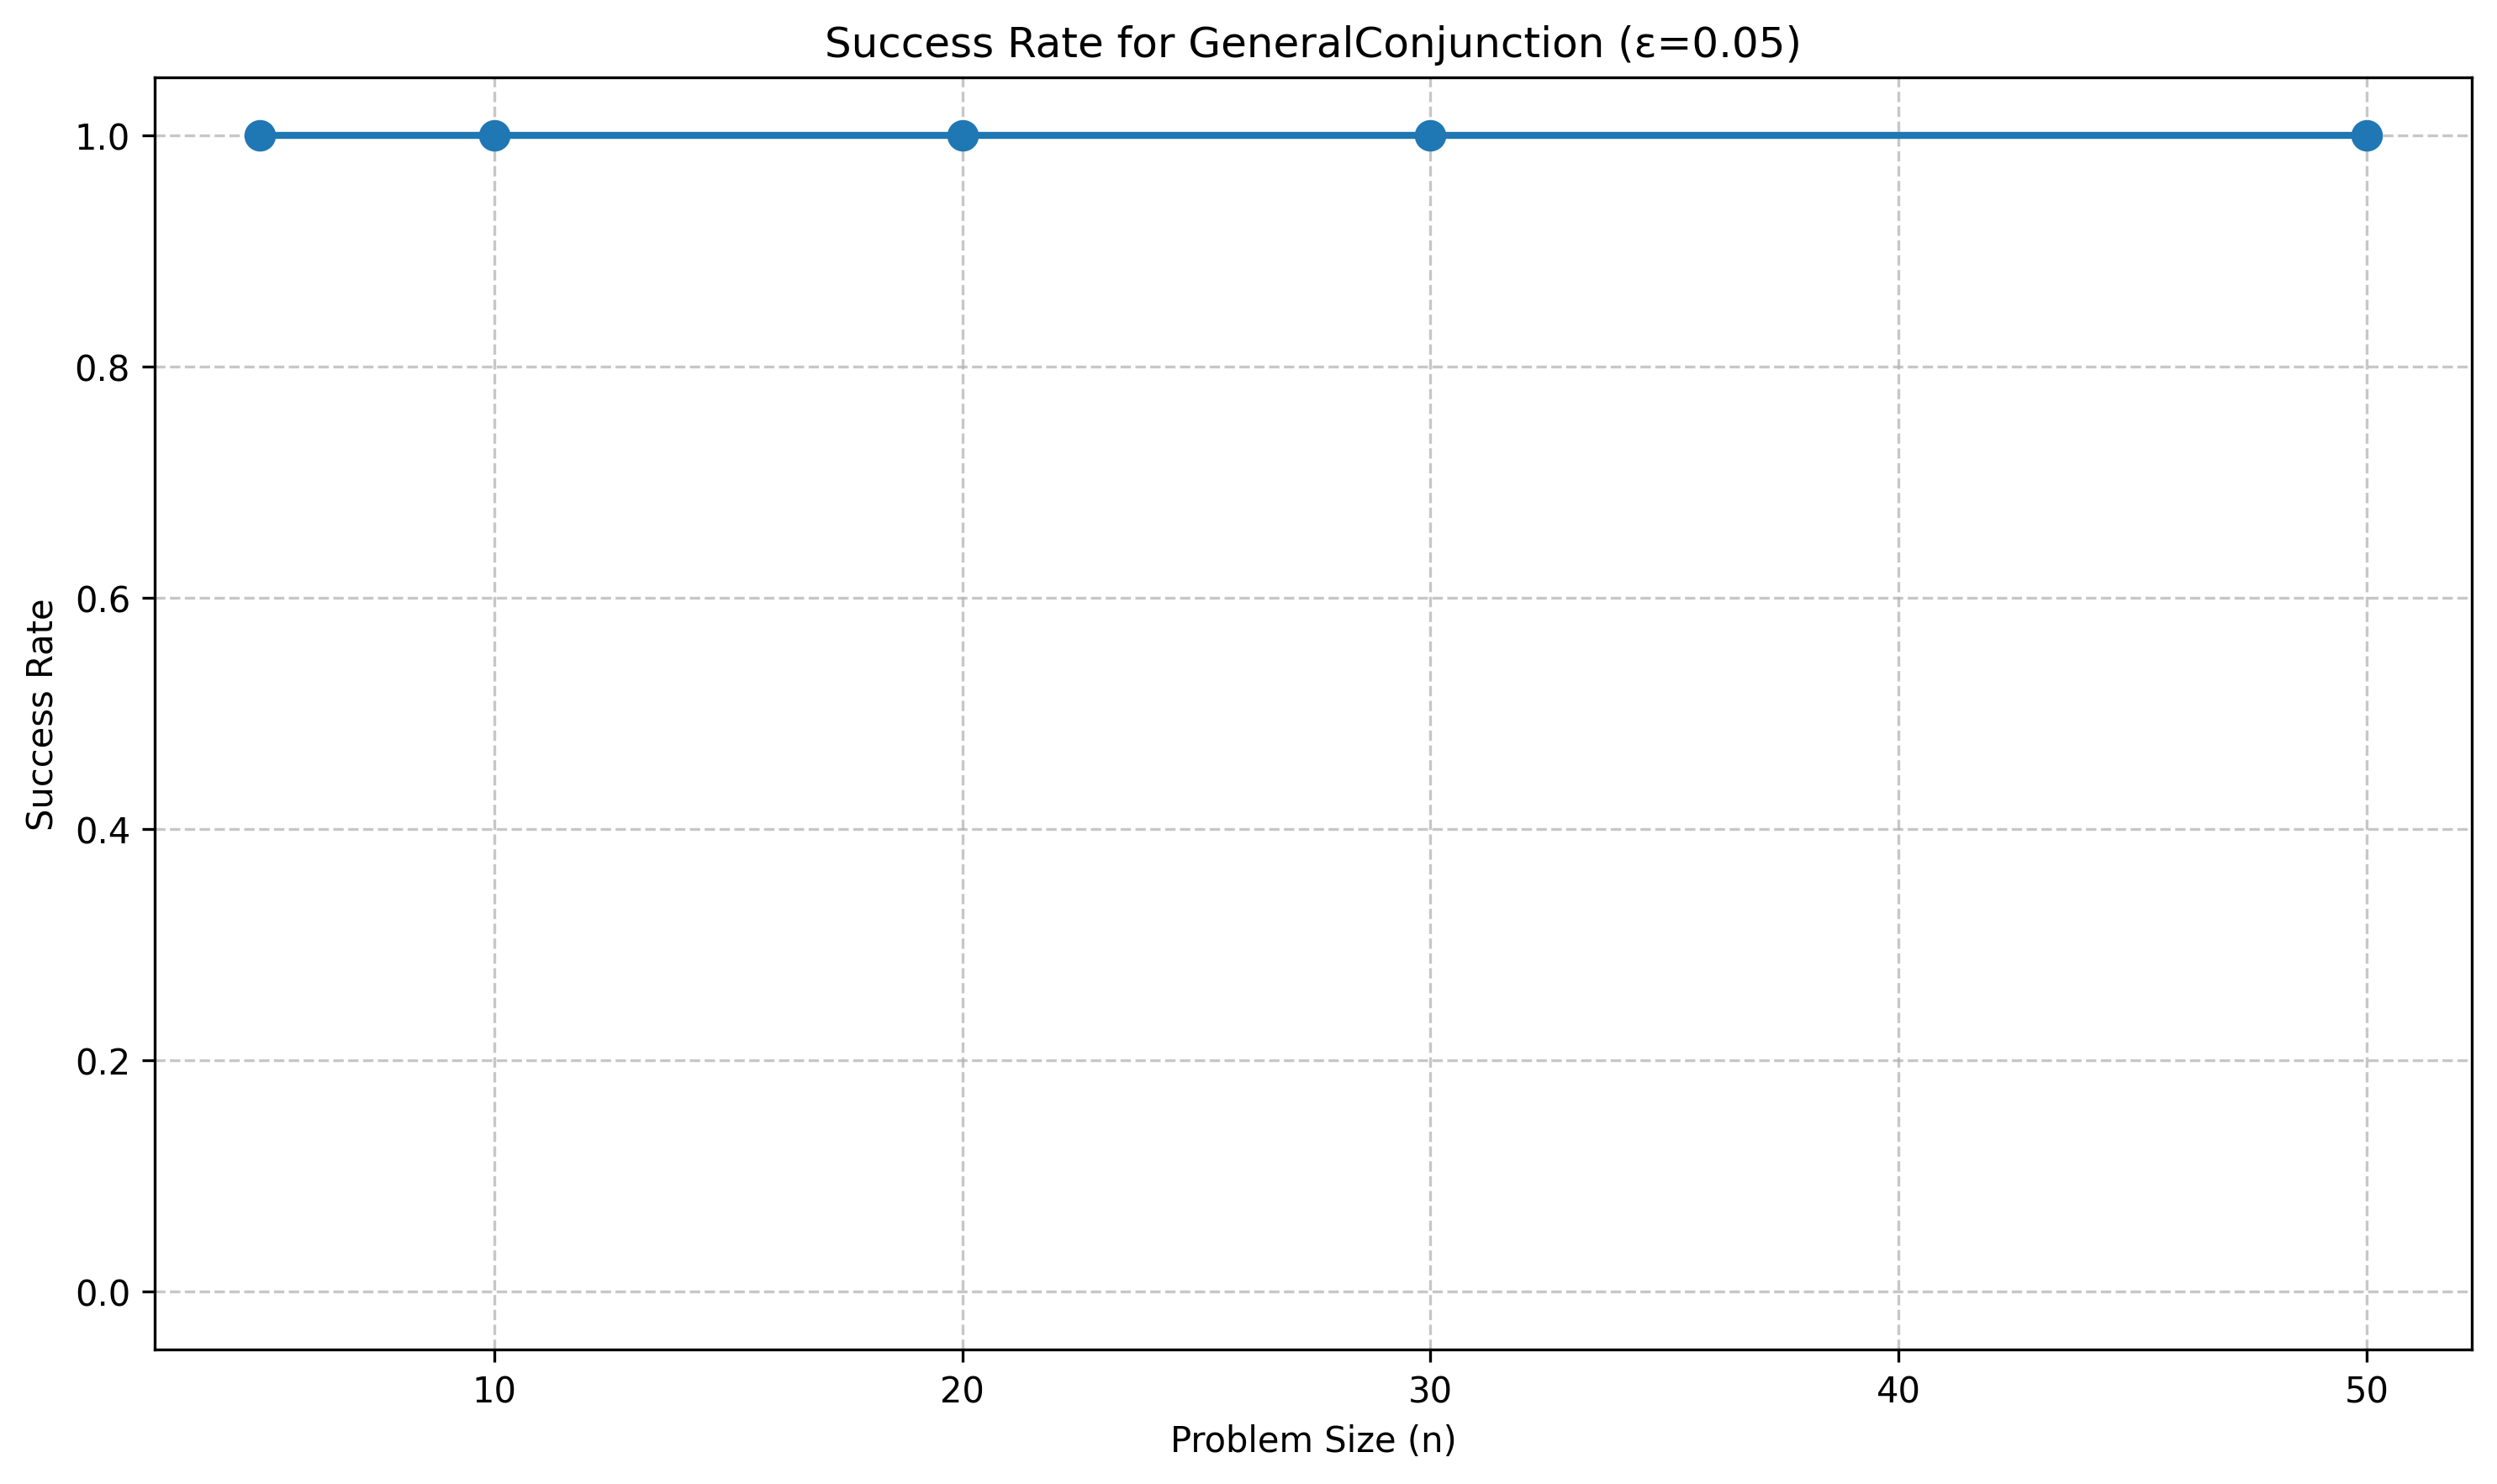 Success Rate for GeneralConjunction (ε=0.05)
Success Rate
1.0
0.8
0.6
0.4
0.2
0.0
10 20 30 40 50
Problem Size (n)